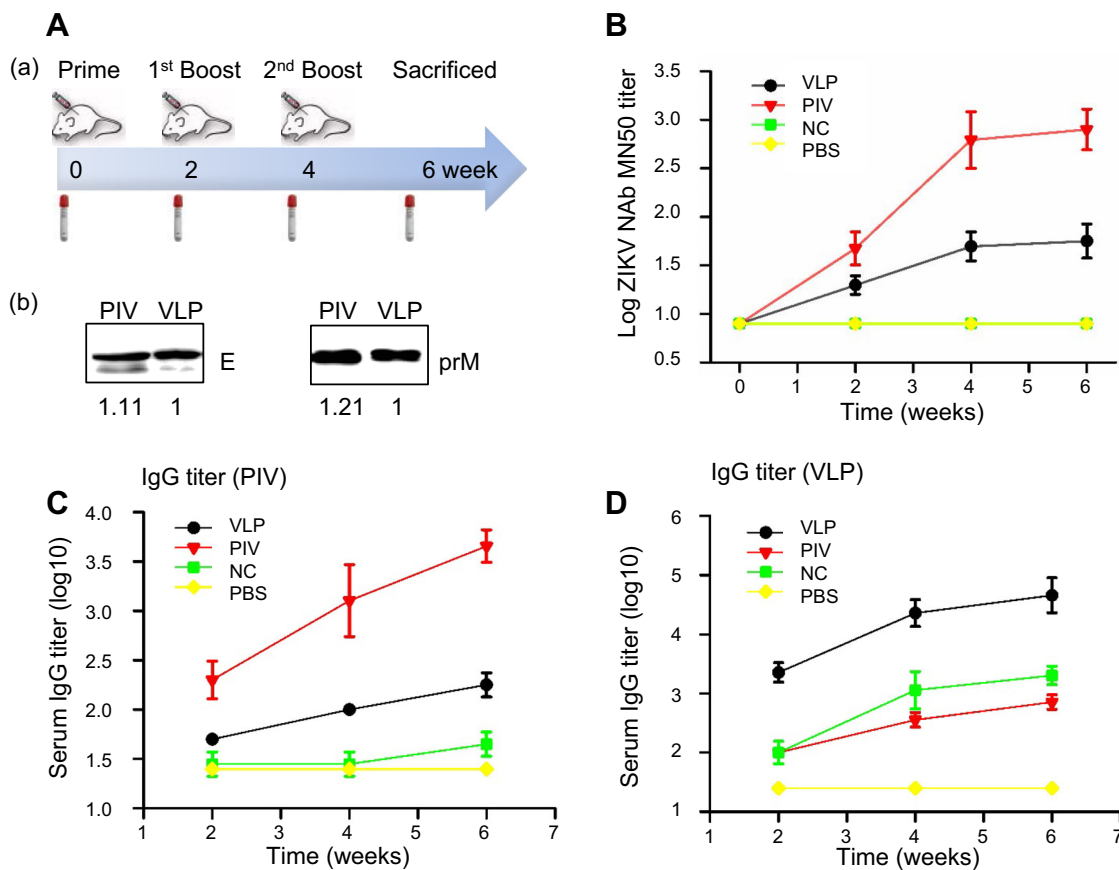 A
(a)
Prime 1st Boost 2nd Boost Sacrificed
0 2 4 6 week
(b)
PIV VLP
E
1.11 1
PIV VLP
prM
1.21 1
B
Log ZIKV NAb MN50 titer
3.5
3.0
2.5
2.0
1.5
1.0
0.5
VLP
PIV
NC
PBS
0 1 2 3 4 5 6
Time (weeks)
C
IgG titer (PIV)
Serum IgG titer (log10)
4.0
3.5
3.0
2.5
2.0
1.5
1.0
VLP
PIV
NC
PBS
1 2 3 4 5 6 7
Time (weeks)
D
IgG titer (VLP)
Serum IgG titer (log10)
6
5
4
3
2
1
VLP
PIV
NC
PBS
1 2 3 4 5 6 7
Time (weeks)